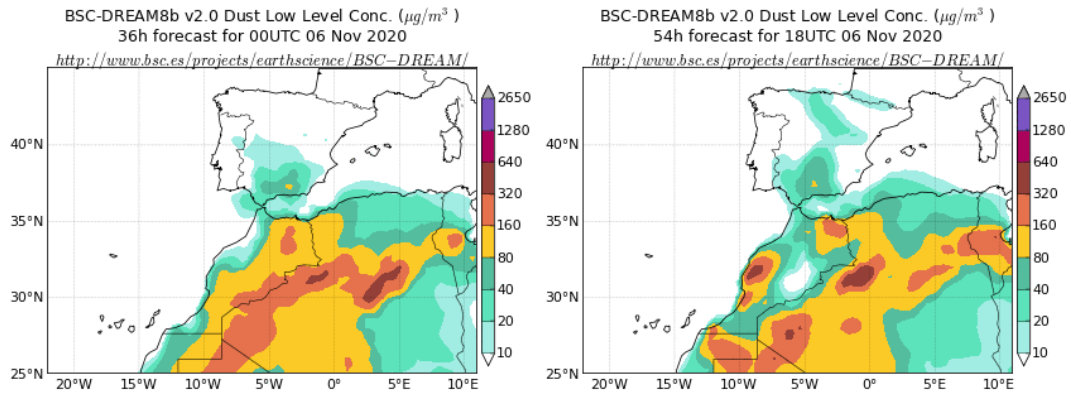 BSC-DREAM8b v2.0 Dust Low Level Conc. (μg/m³ )
36h forecast for 00UTC 06 Nov 2020
http://www.bsc.es/projects/earthscience/BSC-DREAM/
40°N
35°N
30°N
25°N
20°W
15°W
10°W
5°W
0°
5°E
10°E
2650
1280
640
320
160
80
40
20
10
BSC-DREAM8b v2.0 Dust Low Level Conc. (μg/m³ )
54h forecast for 18UTC 06 Nov 2020
http://www.bsc.es/projects/earthscience/BSC-DREAM/
40°N
35°N
30°N
25°N
20°W
15°W
10°W
5°W
0°
5°E
10°E
2650
1280
640
320
160
80
40
20
10